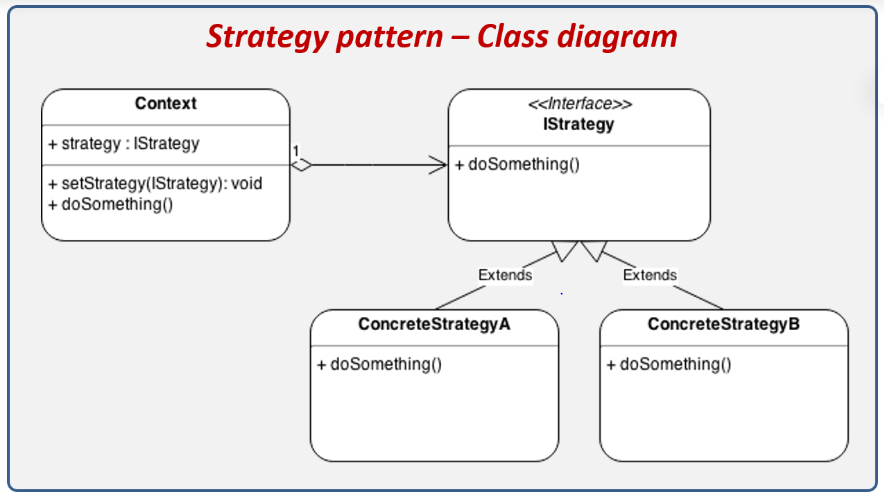 Strategy pattern – Class diagram
Context
+ strategy : IStrategy
+ setStrategy(IStrategy): void
+ doSomething()
1
<<Interface>>
IStrategy
+ doSomething()
Extends
Extends
ConcreteStrategyA
+ doSomething()
ConcreteStrategyB
+ doSomething()